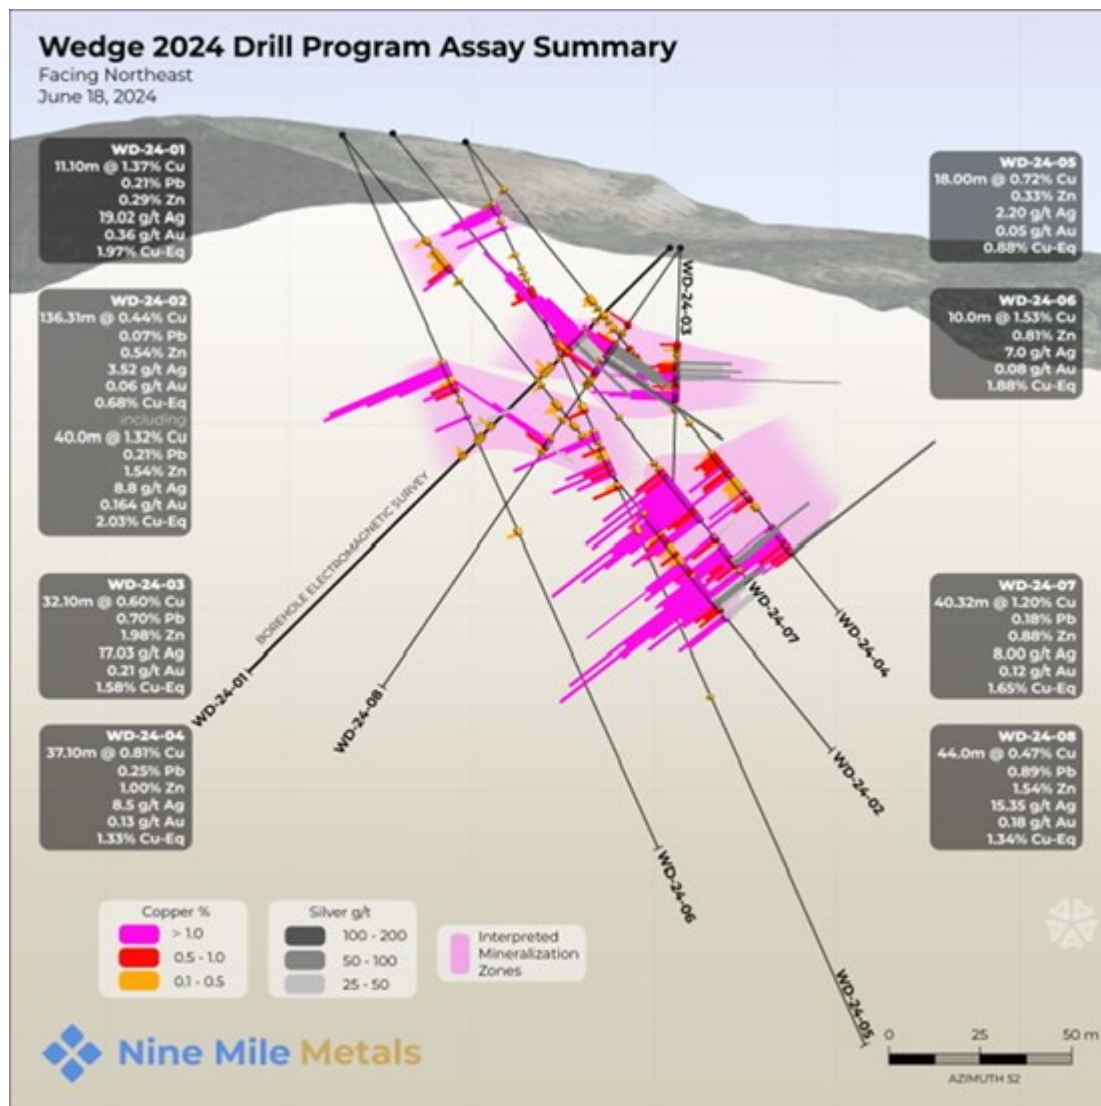 Wedge 2024 Drill Program Assay Summary
Facing Northeast
June 18, 2024
WD-24-01
11.10m @ 1.37% Cu
0.21% Pb
0.29% Zn
19.02 g/t Ag
0.36 g/t Au
1.97% Cu-Eq
WD-24-02
136.31m @ 0.44% Cu
0.07% Pb
0.54% Zn
3.52 g/t Ag
0.06 g/t Au
0.68% Cu-Eq
including
40.0m @ 1.32% Cu
0.21% Pb
1.54% Zn
8.8 g/t Ag
0.164 g/t Au
2.03% Cu-Eq
WD-24-03
32.10m @ 0.60% Cu
0.70% Pb
1.98% Zn
17.03 g/t Ag
0.21 g/t Au
1.58% Cu-Eq
WD-24-04
37.10m @ 0.81% Cu
0.25% Pb
1.00% Zn
8.5 g/t Ag
0.13 g/t Au
1.33% Cu-Eq
WD-24-05
18.00m @ 0.72% Cu
0.33% Zn
2.20 g/t Ag
0.05 g/t Au
0.88% Cu-Eq
WD-24-06
10.0m @ 1.53% Cu
0.81% Zn
7.0 g/t Ag
0.08 g/t Au
1.88% Cu-Eq
WD-24-07
40.32m @ 1.20% Cu
0.18% Pb
0.88% Zn
8.00 g/t Ag
0.12 g/t Au
1.65% Cu-Eq
WD-24-08
44.0m @ 0.47% Cu
0.89% Pb
1.54% Zn
15.35 g/t Ag
0.18 g/t Au
1.34% Cu-Eq
WD-24-03
BOREHOLE ELECTROMAGNETIC SURVEY
WD-24-01
WD-24-08
WD-24-07
WD-24-04
WD-24-02
WD-24-06
WD-24-05
Copper %
> 1.0
0.5 - 1.0
0.1 - 0.5
Silver g/t
100 - 200
50 - 100
25 - 50
Interpreted
Mineralization
Zones
Nine Mile Metals
0 25 50 m
AZIMUTH 52